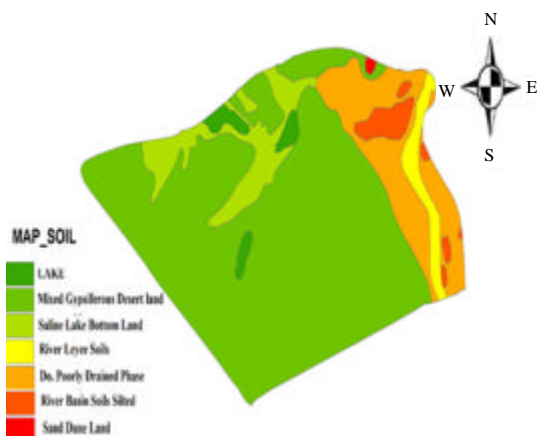 N
W E
S
MAP_SOIL
LAKE
Mixed Gypsiferous Desert land
Saline Lake Bottom Land
River Leyer Soils
Do. Poorly Drained Phase
River Basin Soils Silted
Sand Dune Land